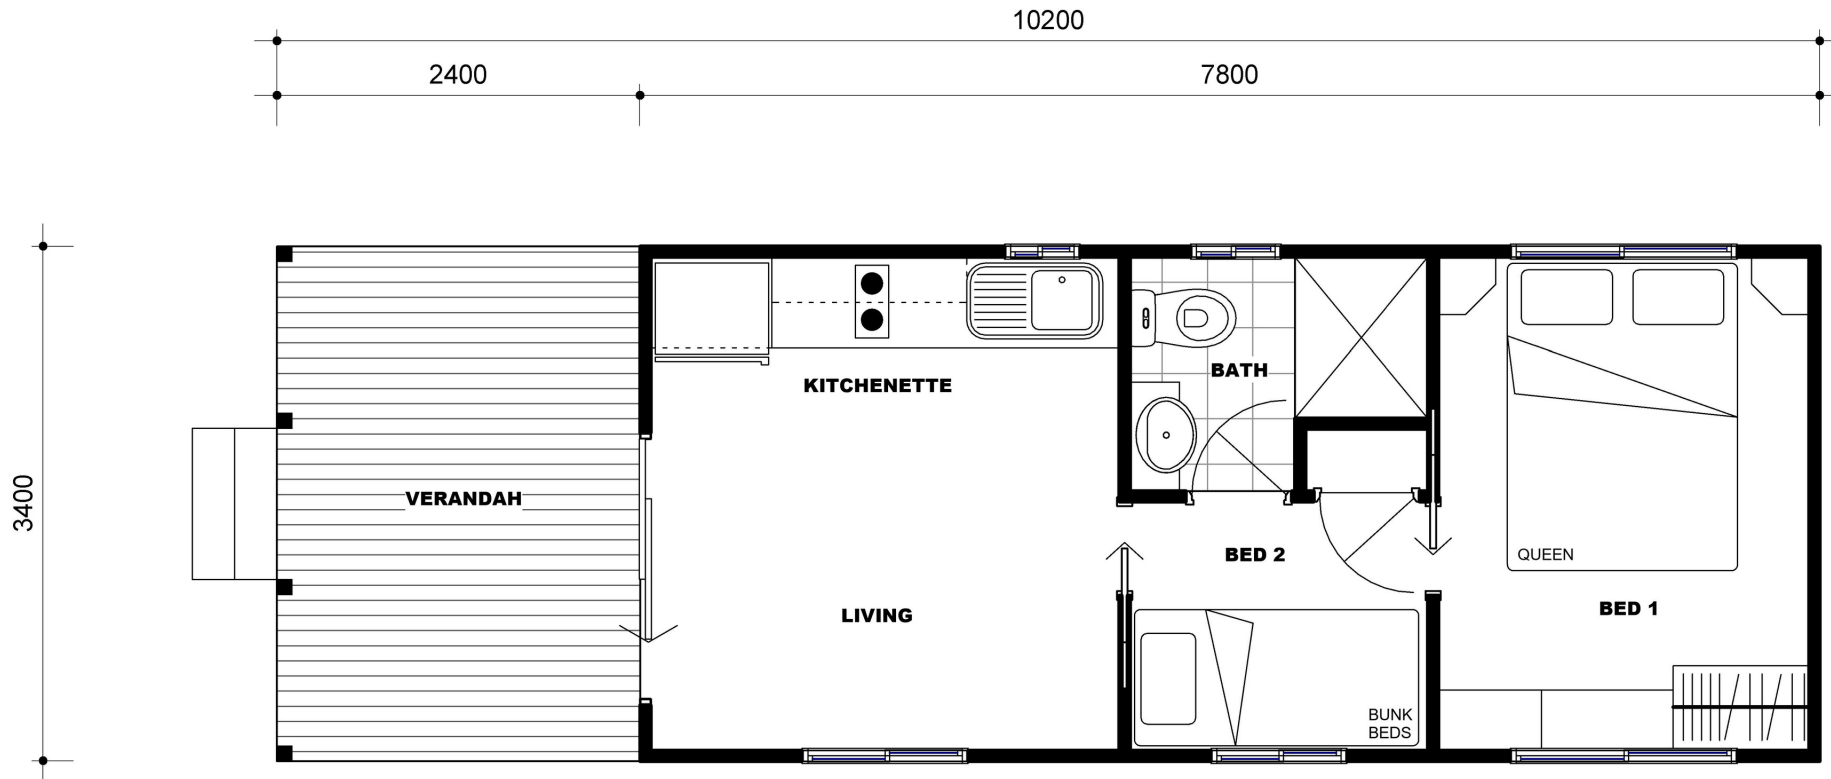 10200
2400
7800
3400
KITCHENETTE
BATH
VERANDAH
BED 2
QUEEN
LIVING
BED 1
BUNK
BEDS